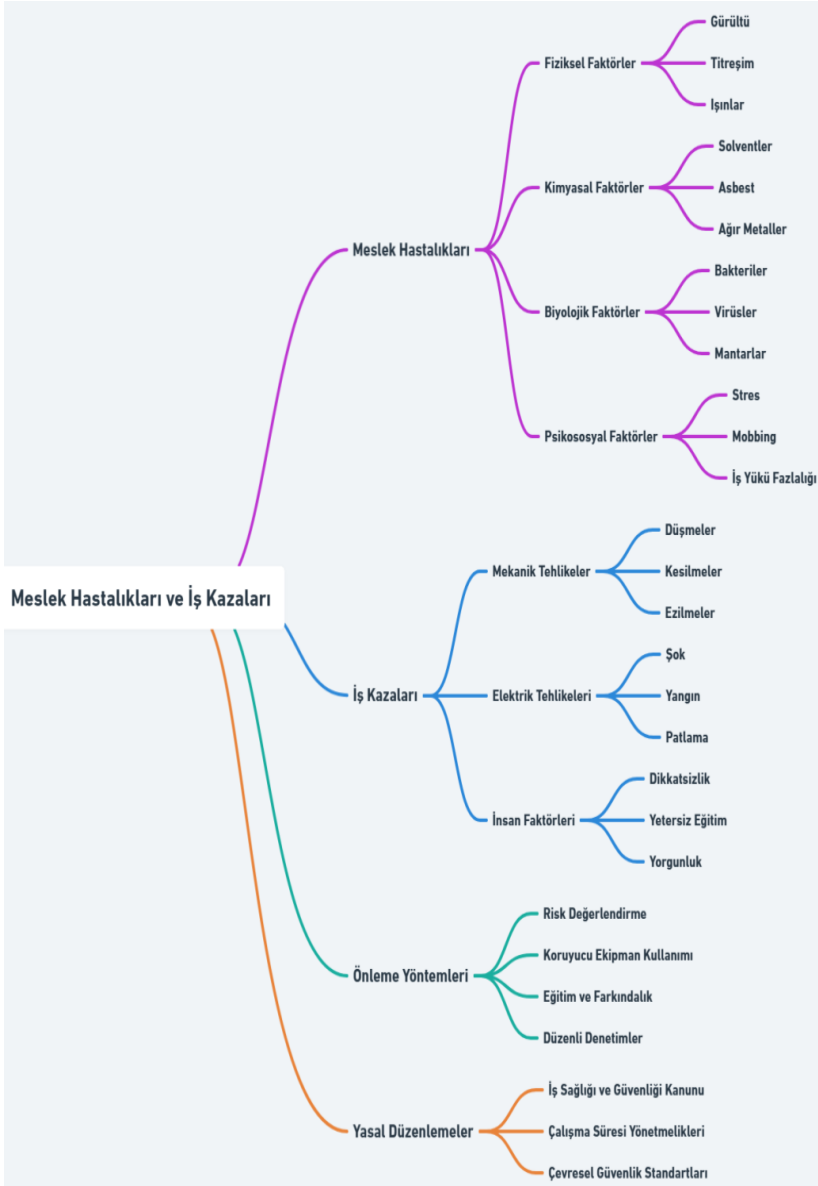 Meslek Hastalıkları ve İş Kazaları
Meslek Hastalıkları
Fiziksel Faktörler
Gürültü
Titreşim
Işınlar
Kimyasal Faktörler
Solventler
Asbest
Ağır Metaller
Biyolojik Faktörler
Bakteriler
Virüsler
Mantarlar
Psikososyal Faktörler
Stres
Mobbing
İş Yükü Fazlalığı
İş Kazaları
Mekanik Tehlikeler
Düşmeler
Kesilmeler
Ezilmeler
Elektrik Tehlikeleri
Şok
Yangın
Patlama
İnsan Faktörleri
Dikkatsizlik
Yetersiz Eğitim
Yorgunluk
Önleme Yöntemleri
Risk Değerlendirme
Koruyucu Ekipman Kullanımı
Eğitim ve Farkındalık
Düzenli Denetimler
Yasal Düzenlemeler
İş Sağlığı ve Güvenliği Kanunu
Çalışma Süresi Yönetmelikleri
Çevresel Güvenlik Standartları